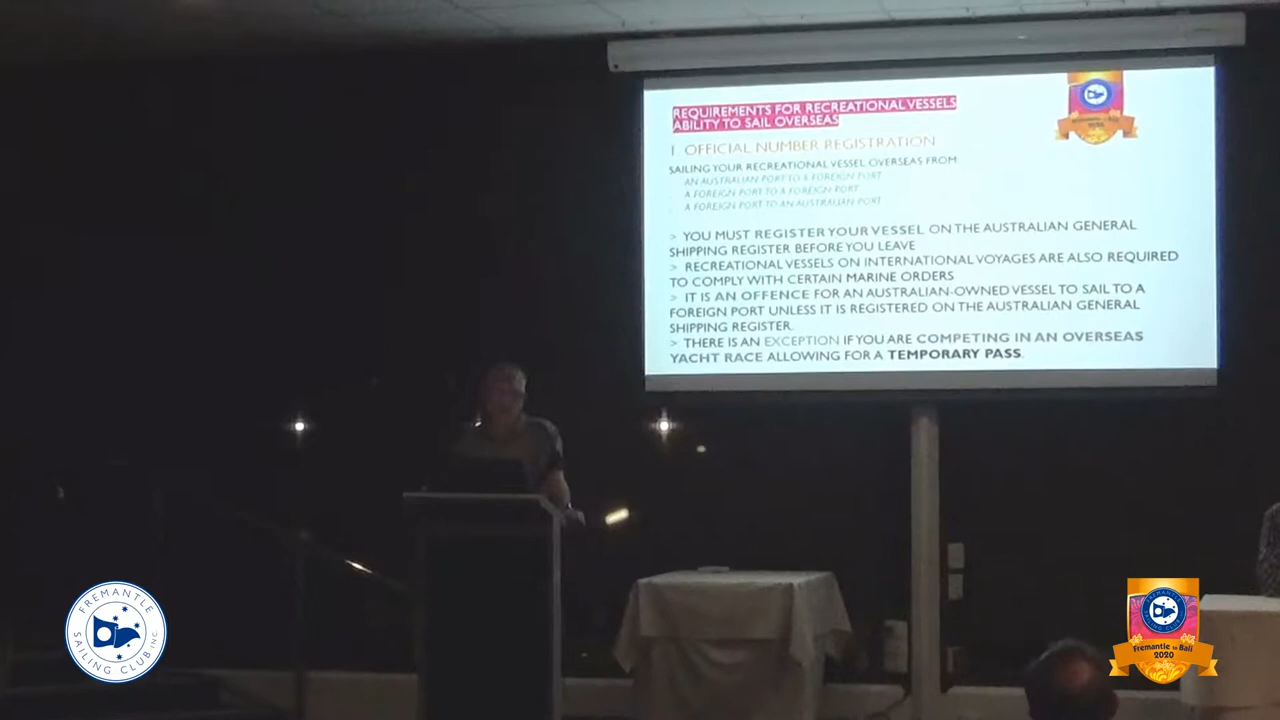 REQUIREMENTS FOR RECREATIONAL VESSELS
ABILITY TO SAIL OVERSEAS
1. OFFICIAL NUMBER REGISTRATION
SAILING YOUR RECREATIONAL VESSEL OVERSEAS FROM
AN AUSTRALIAN PORT TO A FOREIGN PORT
A FOREIGN PORT TO A FOREIGN PORT
A FOREIGN PORT TO AN AUSTRALIAN PORT
> YOU MUST REGISTER YOUR VESSEL ON THE AUSTRALIAN GENERAL
SHIPPING REGISTER BEFORE YOU LEAVE
> RECREATIONAL VESSELS ON INTERNATIONAL VOYAGES ARE ALSO REQUIRED
TO COMPLY WITH CERTAIN MARINE ORDERS
> IT IS AN OFFENCE FOR AN AUSTRALIAN-OWNED VESSEL TO SAIL TO A
FOREIGN PORT UNLESS IT IS REGISTERED ON THE AUSTRALIAN GENERAL
SHIPPING REGISTER.
> THERE IS AN EXCEPTION IF YOU ARE COMPETING IN AN OVERSEAS
YACHT RACE ALLOWING FOR A TEMPORARY PASS.
FREMANTLE
SAILING CLUB INC.
FREMANTLE
SAILING CLUB
Fremantle to Bali
2020